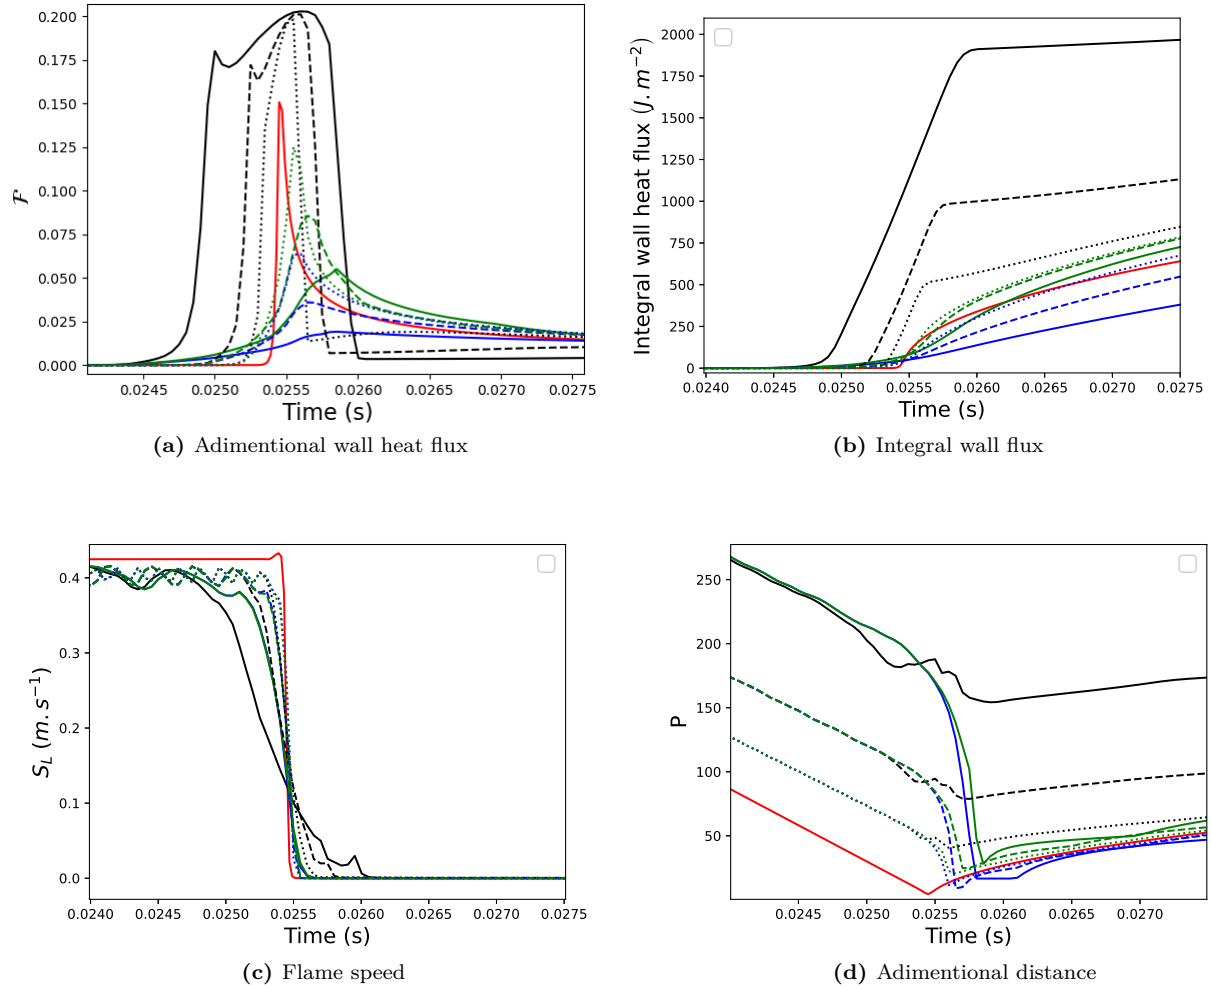 0.200
0.175
0.150
0.125
0.100
0.075
0.050
0.025
0.000
ℱ
0.0245 0.0250 0.0255 0.0260 0.0265 0.0270 0.0275
Time (s)
(a) Adimentional wall heat flux
2000
1750
1500
1250
1000
750
500
250
0
Integral wall heat flux (J.m⁻²)
0.0240 0.0245 0.0250 0.0255 0.0260 0.0265 0.0270 0.0275
Time (s)
(b) Integral wall flux
0.4
0.3
0.2
0.1
0.0
S_L (m.s⁻¹)
0.0240 0.0245 0.0250 0.0255 0.0260 0.0265 0.0270 0.0275
Time (s)
(c) Flame speed
250
200
150
100
50
P
0.0245 0.0250 0.0255 0.0260 0.0265 0.0270
Time (s)
(d) Adimentional distance